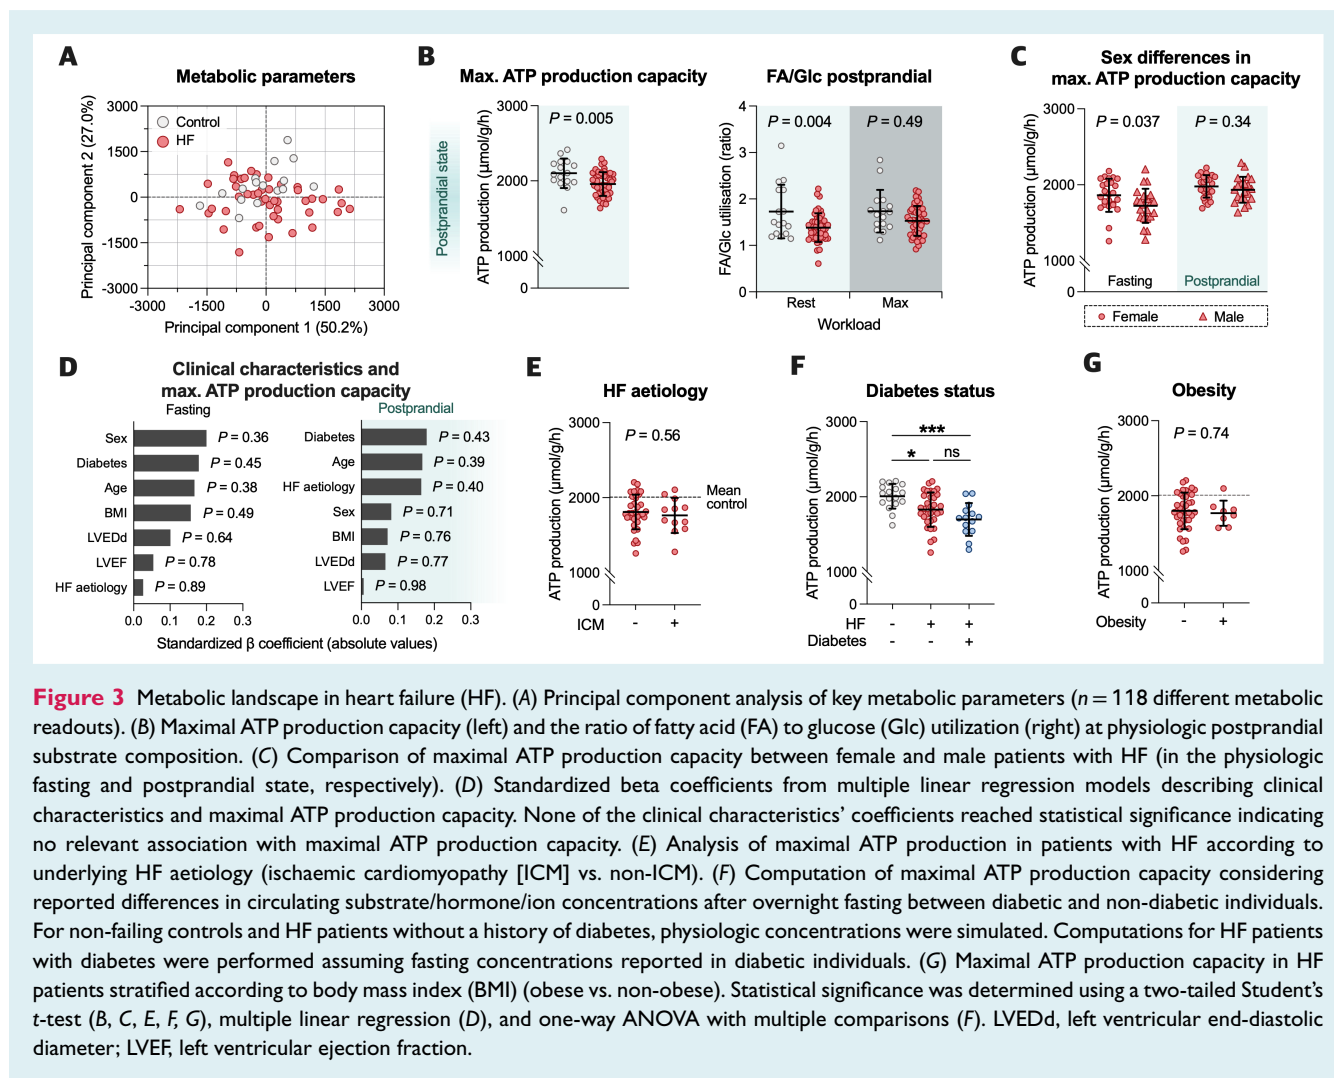 A
Metabolic parameters
Principal component 2 (27.0%)
3000
1500
0
-1500
-3000
Control
HF
-3000 -1500 0 1500 3000
Principal component 1 (50.2%)
B
Postprandial state
Max. ATP production capacity
ATP production (µmol/g/h)
3000
2000
1000
0
P = 0.005
FA/Glc postprandial
FA/Glc utilisation (ratio)
4
3
2
1
0
P = 0.004 P = 0.49
Rest Max
Workload
C
Sex differences in
max. ATP production capacity
ATP production (µmol/g/h)
3000
2000
1000
0
P = 0.037 P = 0.34
Fasting Postprandial
Female Male
D
Clinical characteristics and
max. ATP production capacity
Fasting
Sex P = 0.36
Diabetes P = 0.45
Age P = 0.38
BMI P = 0.49
LVEDd P = 0.64
LVEF P = 0.78
HF aetiology P = 0.89
0.0 0.1 0.2 0.3
Postprandial
Diabetes P = 0.43
Age P = 0.39
HF aetiology P = 0.40
Sex P = 0.71
BMI P = 0.76
LVEDd P = 0.77
LVEF P = 0.98
0.0 0.1 0.2 0.3
Standardized β coefficient (absolute values)
E
HF aetiology
ATP production (µmol/g/h)
3000
2000
1000
0
P = 0.56
Mean
control
ICM - +
F
Diabetes status
ATP production (µmol/g/h)
3000
2000
1000
0
***
* ns
HF - + +
Diabetes - - +
G
Obesity
ATP production (µmol/g/h)
3000
2000
1000
0
P = 0.74
Obesity - +
Figure 3 Metabolic landscape in heart failure (HF). (A) Principal component analysis of key metabolic parameters (n = 118 different metabolic
readouts). (B) Maximal ATP production capacity (left) and the ratio of fatty acid (FA) to glucose (Glc) utilization (right) at physiologic postprandial
substrate composition. (C) Comparison of maximal ATP production capacity between female and male patients with HF (in the physiologic
fasting and postprandial state, respectively). (D) Standardized beta coefficients from multiple linear regression models describing clinical
characteristics and maximal ATP production capacity. None of the clinical characteristics' coefficients reached statistical significance indicating
no relevant association with maximal ATP production capacity. (E) Analysis of maximal ATP production in patients with HF according to
underlying HF aetiology (ischaemic cardiomyopathy [ICM] vs. non-ICM). (F) Computation of maximal ATP production capacity considering
reported differences in circulating substrate/hormone/ion concentrations after overnight fasting between diabetic and non-diabetic individuals.
For non-failing controls and HF patients without a history of diabetes, physiologic concentrations were simulated. Computations for HF patients
with diabetes were performed assuming fasting concentrations reported in diabetic individuals. (G) Maximal ATP production capacity in HF
patients stratified according to body mass index (BMI) (obese vs. non-obese). Statistical significance was determined using a two-tailed Student's
t-test (B, C, E, F, G), multiple linear regression (D), and one-way ANOVA with multiple comparisons (F). LVEDd, left ventricular end-diastolic
diameter; LVEF, left ventricular ejection fraction.